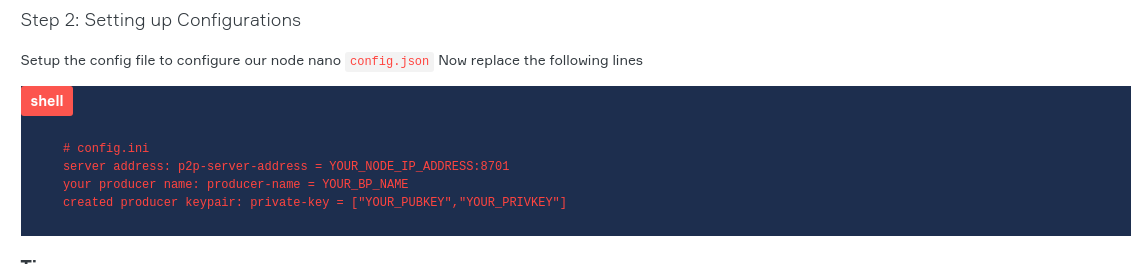 Step 2: Setting up Configurations
Setup the config file to configure our node nano config.json Now replace the following lines
shell
# config.ini
server address: p2p-server-address = YOUR_NODE_IP_ADDRESS:8701
your producer name: producer-name = YOUR_BP_NAME
created producer keypair: private-key = ["YOUR_PUBKEY","YOUR_PRIVKEY"]